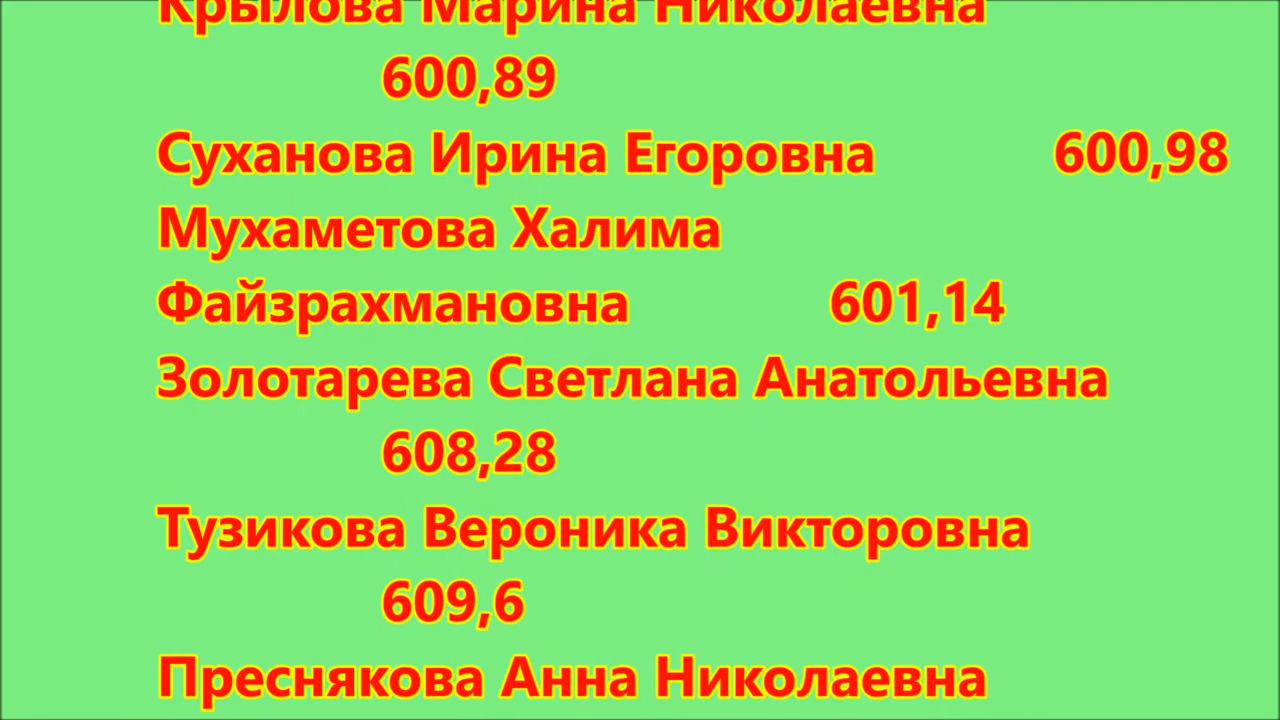 Крылова Марина Николаевна
600,89
Суханова Ирина Егоровна 600,98
Мухаметова Халима
Файзрахмановна 601,14
Золотарева Светлана Анатольевна
608,28
Тузикова Вероника Викторовна
609,6
Преснякова Анна Николаевна